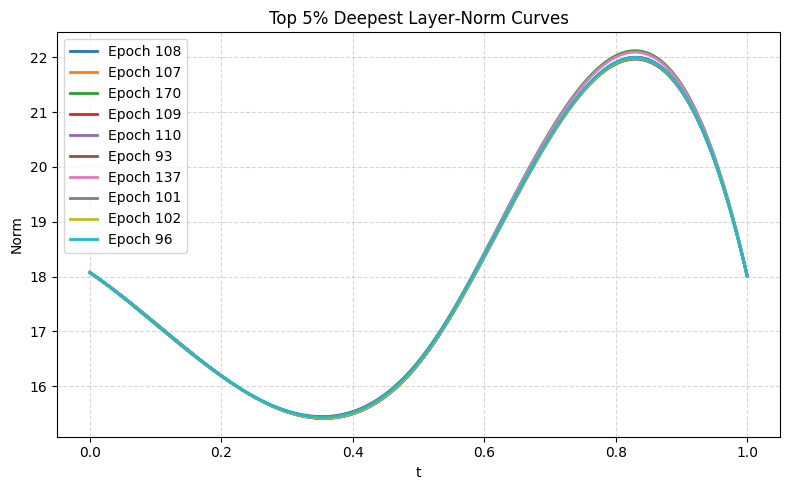 Top 5% Deepest Layer-Norm Curves
Epoch 108
Epoch 107
Epoch 170
Epoch 109
Epoch 110
Epoch 93
Epoch 137
Epoch 101
Epoch 102
Epoch 96
Norm
22
21
20
19
18
17
16
0.0 0.2 0.4 0.6 0.8 1.0
t